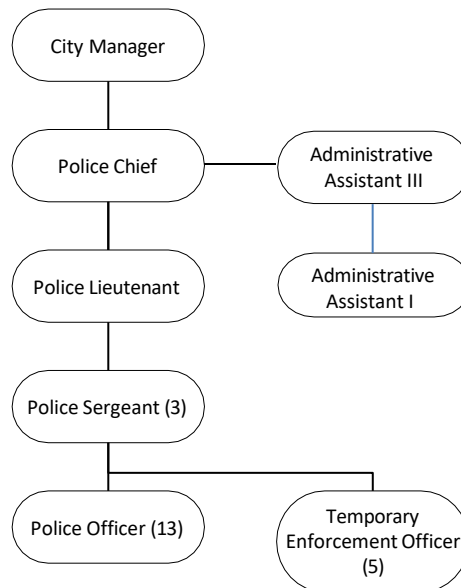 City Manager
Police Chief
Administrative
Assistant III
Police Lieutenant
Administrative
Assistant I
Police Sergeant (3)
Police Officer (13)
Temporary
Enforcement Officer
(5)